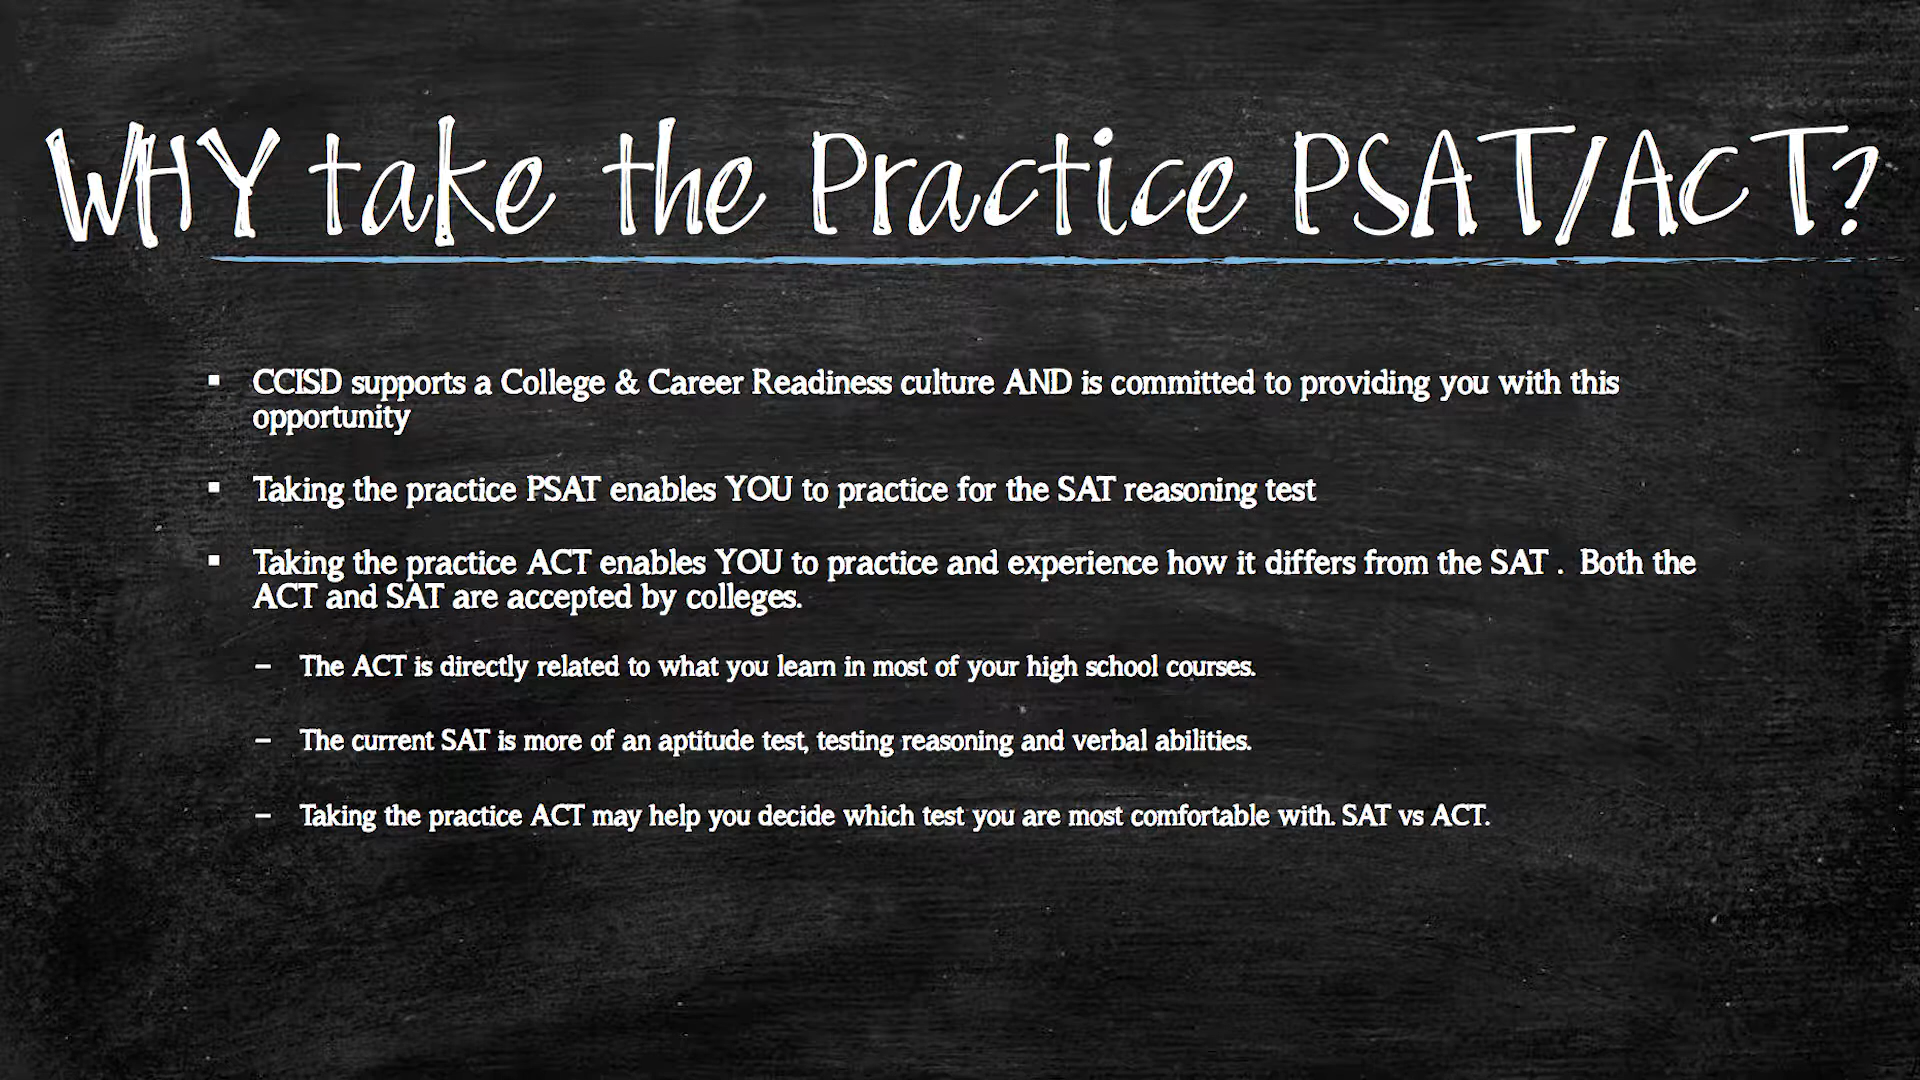 WHY take the Practice PSAT/ACT?
▪ CCISD supports a College & Career Readiness culture AND is committed to providing you with this
opportunity
▪ Taking the practice PSAT enables YOU to practice for the SAT reasoning test
▪ Taking the practice ACT enables YOU to practice and experience how it differs from the SAT .  Both the
ACT and SAT are accepted by colleges.
– The ACT is directly related to what you learn in most of your high school courses.
– The current SAT is more of an aptitude test, testing reasoning and verbal abilities.
– Taking the practice ACT may help you decide which test you are most comfortable with. SAT vs ACT.